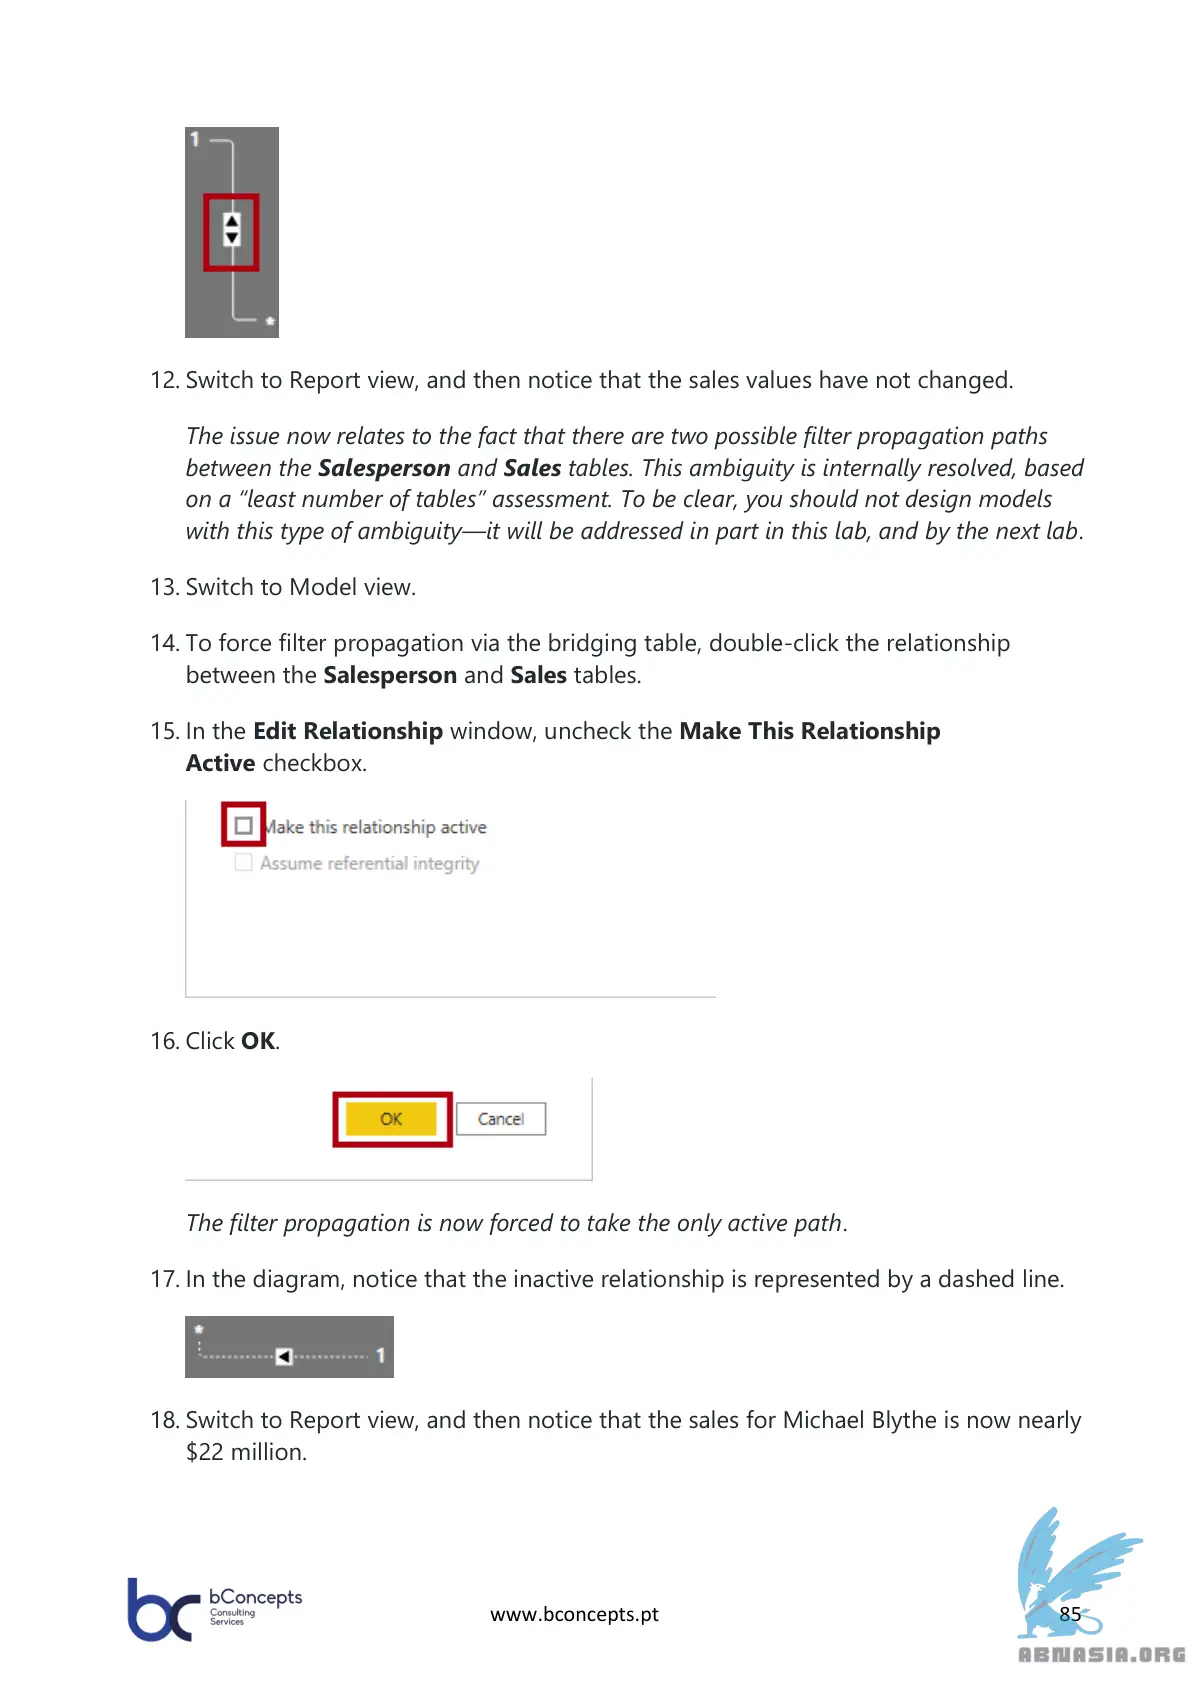 1
*
12. Switch to Report view, and then notice that the sales values have not changed.
The issue now relates to the fact that there are two possible filter propagation paths
between the Salesperson and Sales tables. This ambiguity is internally resolved, based
on a “least number of tables” assessment. To be clear, you should not design models
with this type of ambiguity—it will be addressed in part in this lab, and by the next lab.
13. Switch to Model view.
14. To force filter propagation via the bridging table, double-click the relationship
between the Salesperson and Sales tables.
15. In the Edit Relationship window, uncheck the Make This Relationship
Active checkbox.
Make this relationship active
Assume referential integrity
16. Click OK.
OK Cancel
The filter propagation is now forced to take the only active path.
17. In the diagram, notice that the inactive relationship is represented by a dashed line.
*
1
18. Switch to Report view, and then notice that the sales for Michael Blythe is now nearly
$22 million.
bc bConcepts
Consulting
Services
www.bconcepts.pt
85
ABNASIA.ORG